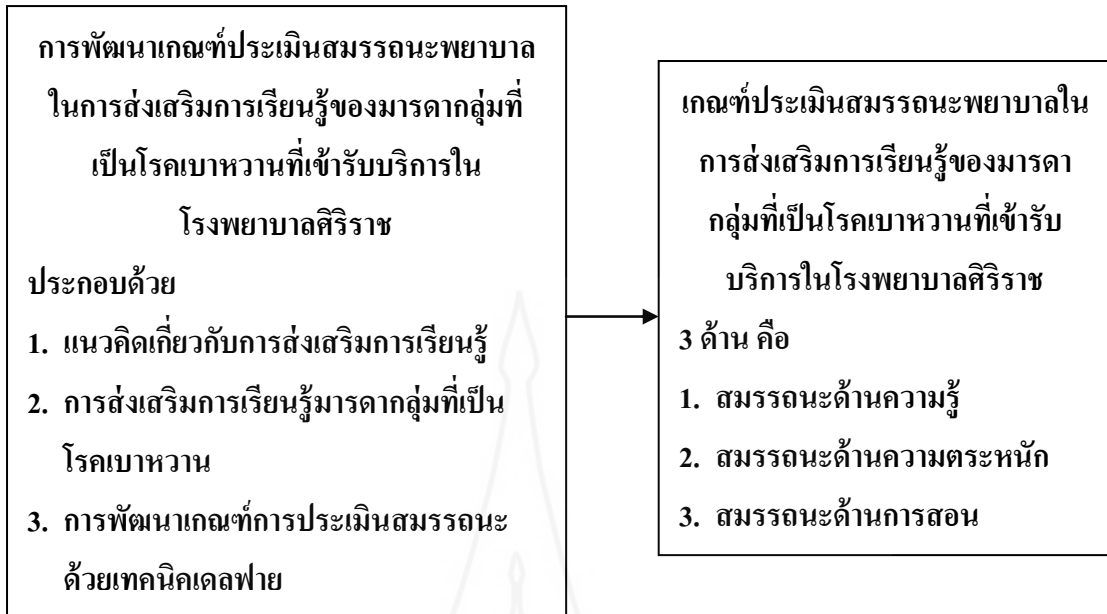 การพัฒนาเกณฑ์ประเมินสมรรถนะพยาบาล
ในการส่งเสริมการเรียนรู้ของมารดากลุ่มที่
เป็นโรคเบาหวานที่เข้ารับบริการใน
โรงพยาบาลศิริราช
ประกอบด้วย
1. แนวคิดเกี่ยวกับการส่งเสริมการเรียนรู้
2. การส่งเสริมการเรียนรู้มารดากลุ่มที่เป็น
โรคเบาหวาน
3. การพัฒนาเกณฑ์การประเมินสมรรถนะ
ด้วยเทคนิคเดลฟาย
เกณฑ์ประเมินสมรรถนะพยาบาลใน
การส่งเสริมการเรียนรู้ของมารดา
กลุ่มที่เป็นโรคเบาหวานที่เข้ารับ
บริการในโรงพยาบาลศิริราช
3 ด้าน คือ
1. สมรรถนะด้านความรู้
2. สมรรถนะด้านความตระหนัก
3. สมรรถนะด้านการสอน